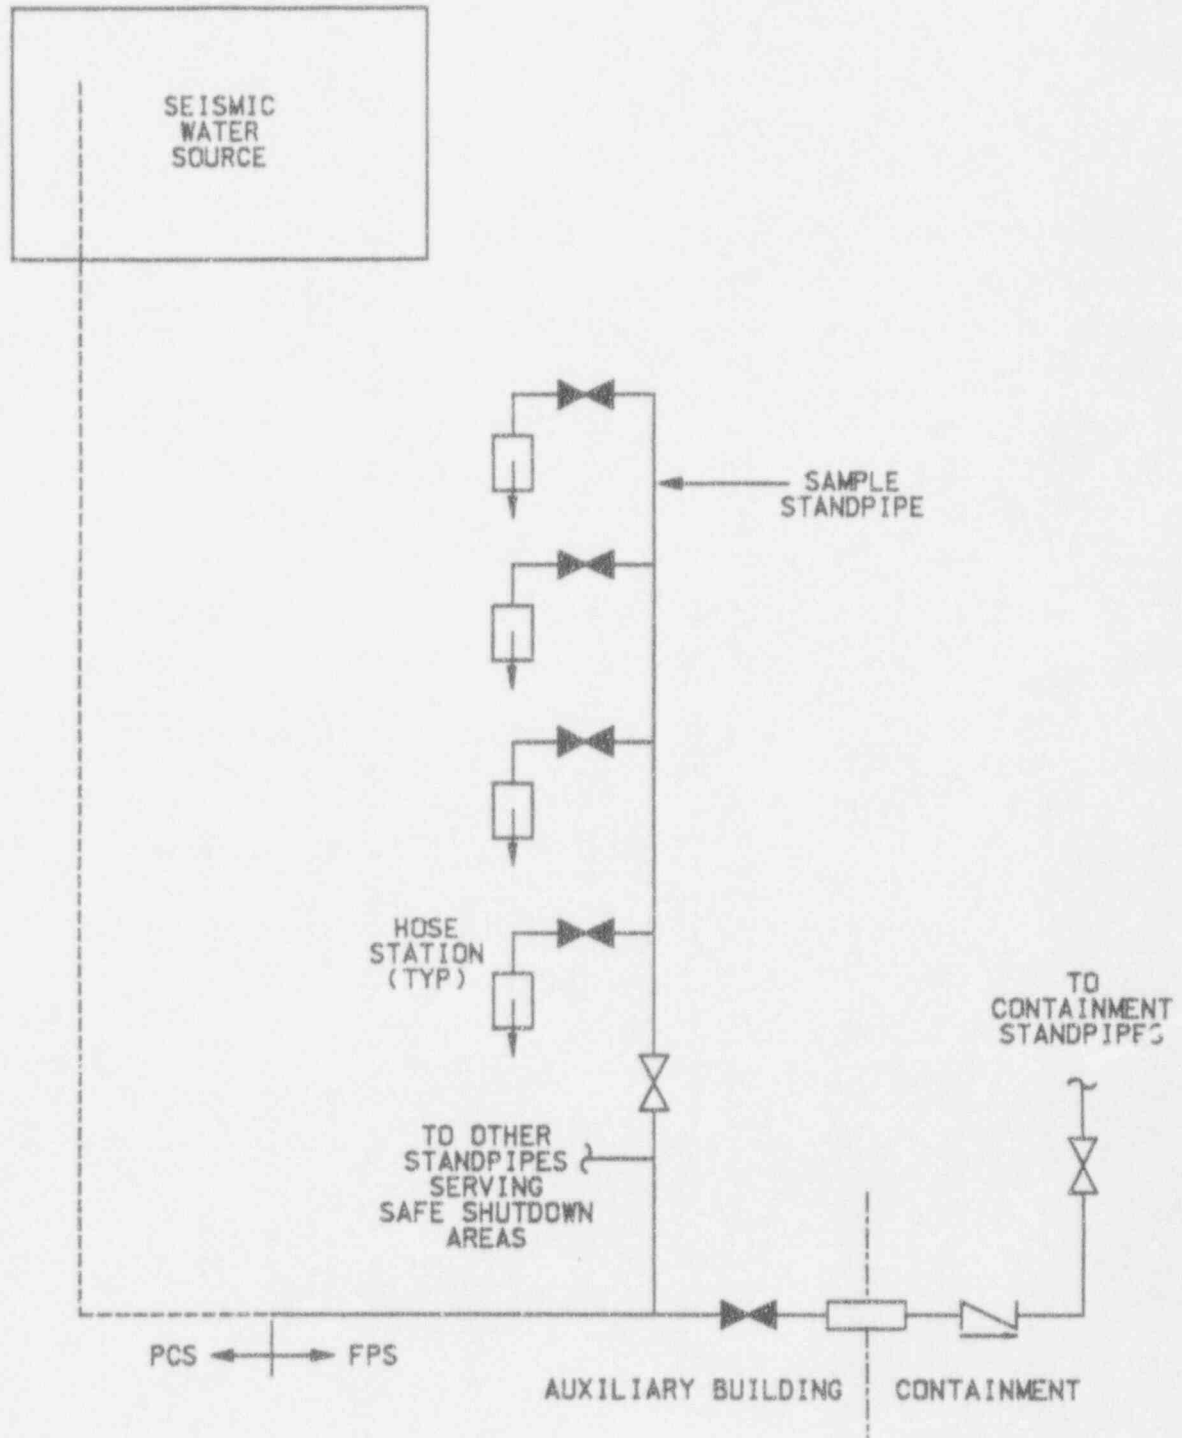 SEISMIC
WATER
SOURCE
SAMPLE
STANDPIPE
HOSE
STATION
(TYP)
TO
CONTAINMENT
STANDPIPES
TO OTHER
STANDPIPES
SERVING
SAFE SHUTDOWN
AREAS
PCS
FPS
AUXILIARY BUILDING
CONTAINMENT